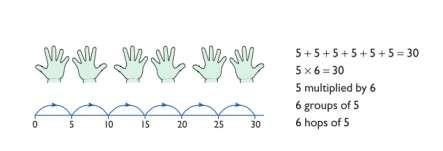 5 + 5 + 5 + 5 + 5 + 5 = 30
5 × 6 = 30
5 multiplied by 6
6 groups of 5
6 hops of 5
0 5 10 15 20 25 30